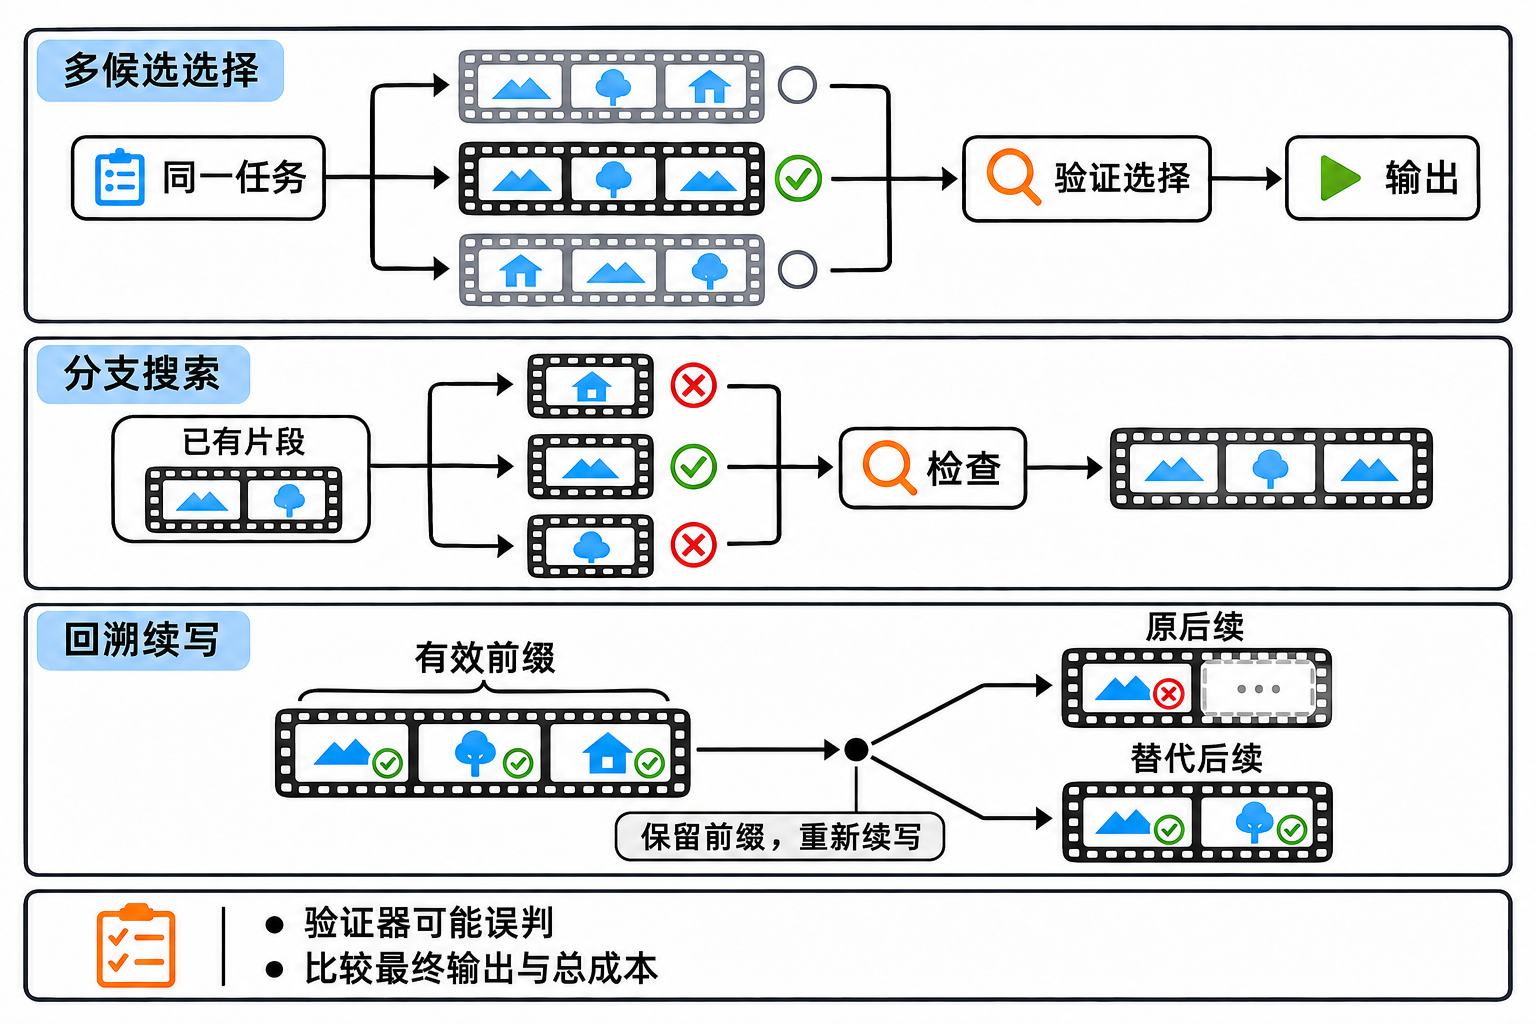 多候选选择
同一任务
验证选择
输出
分支搜索
已有片段
检查
回溯续写
有效前缀
原后续
替代后续
保留前缀，重新续写
● 验证器可能误判
● 比较最终输出与总成本